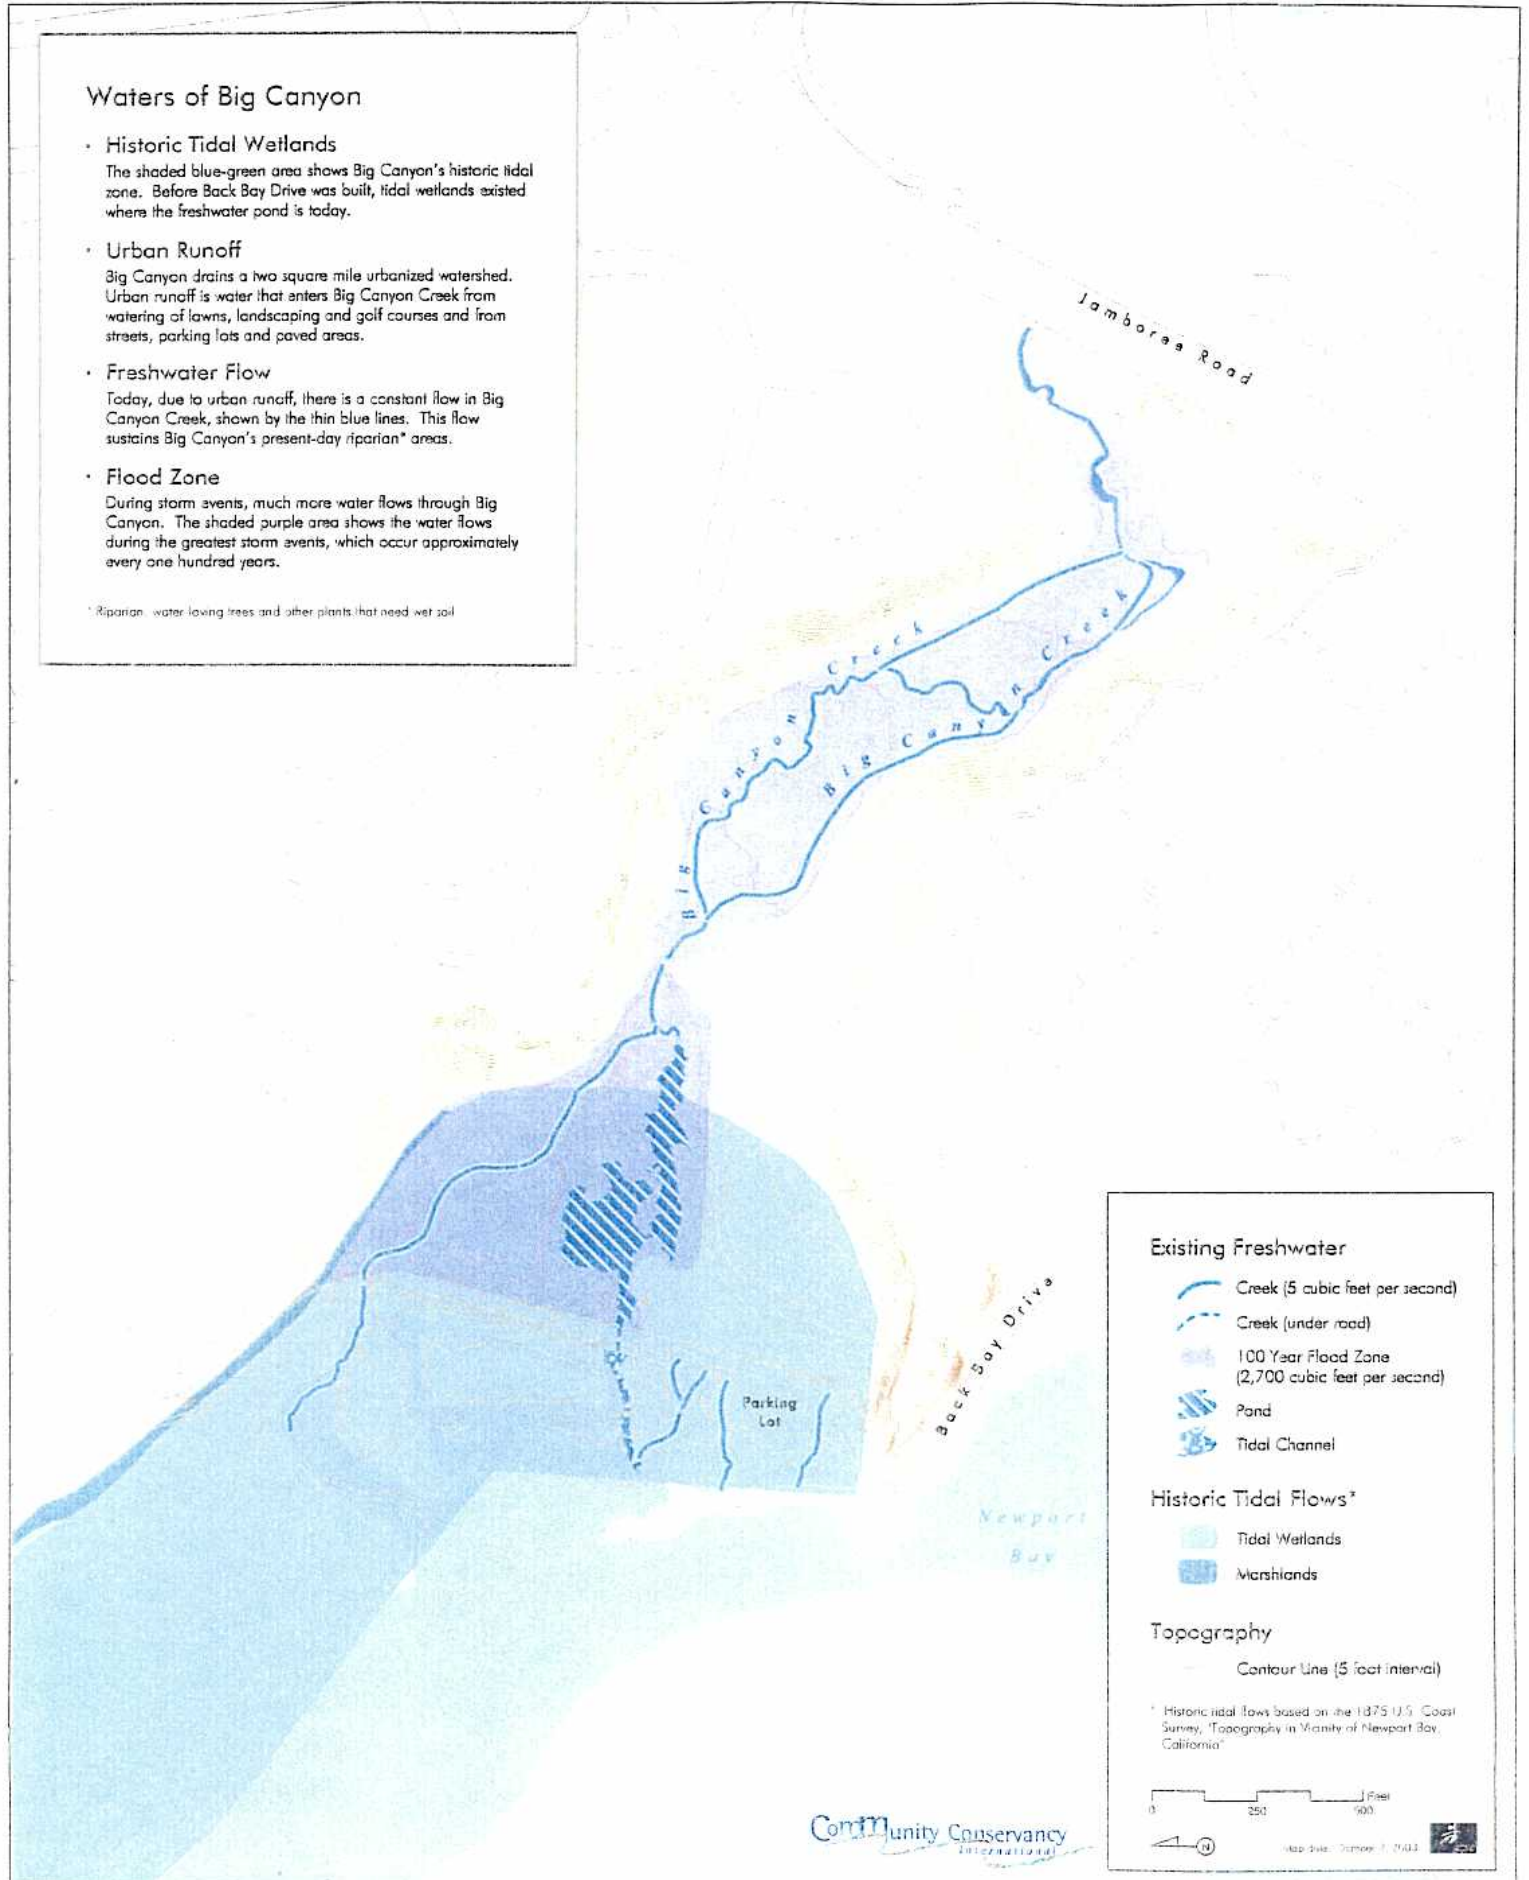 Waters of Big Canyon
• Historic Tidal Wetlands
The shaded blue-green area shows Big Canyon's historic tidal
zone. Before Back Bay Drive was built, tidal wetlands existed
where the freshwater pond is today.
• Urban Runoff
Big Canyon drains a two square mile urbanized watershed.
Urban runoff is water that enters Big Canyon Creek from
watering of lawns, landscaping and golf courses and from
streets, parking lots and paved areas.
• Freshwater Flow
Today, due to urban runoff, there is a constant flow in Big
Canyon Creek, shown by the thin blue lines. This flow
sustains Big Canyon's present-day riparian* areas.
• Flood Zone
During storm events, much more water flows through Big
Canyon. The shaded purple area shows the water flows
during the greatest storm events, which occur approximately
every one hundred years.
* Riparian: water loving trees and other plants that need wet soil
Jamboree Road
Big Canyon Creek
Big Canyon Creek
Back Bay Drive
Parking
Lot
Newport
Bay
Existing Freshwater
Creek (5 cubic feet per second)
Creek (under road)
100 Year Flood Zone
(2,700 cubic feet per second)
Pond
Tidal Channel
Historic Tidal Flows*
Tidal Wetlands
Marshlands
Topography
Contour Line (5 foot interval)
* Historic tidal flows based on the 1875 U.S. Coast
Survey, "Topography in Vicinity of Newport Bay,
California"
Feet
0 250 500
N
Community Conservancy
International